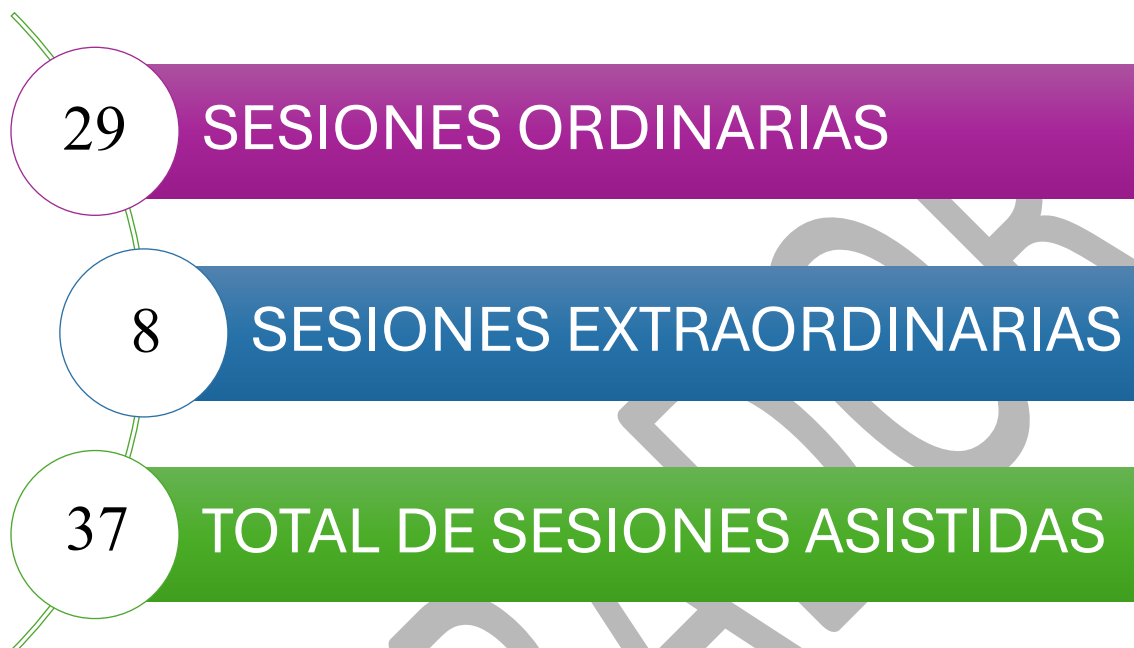 29 SESIONES ORDINARIAS
8 SESIONES EXTRAORDINARIAS
37 TOTAL DE SESIONES ASISTIDAS